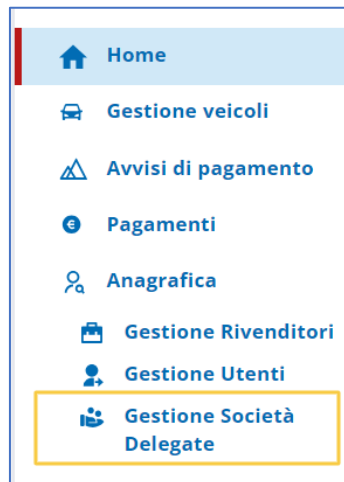 Home
Gestione veicoli
Avvisi di pagamento
Pagamenti
Anagrafica
Gestione Rivenditori
Gestione Utenti
Gestione Società
Delegate